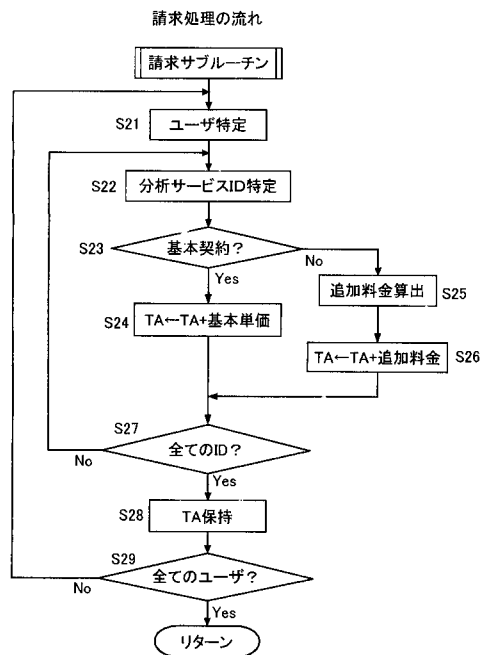 請求処理の流れ
請求サブルーチン
S21
ユーザ特定
S22
分析サービスID特定
S23
基本契約?
No
Yes
追加料金算出
S25
S24
TA←TA+基本単価
TA←TA+追加料金
S26
S27
全てのID?
No
Yes
S28
TA保持
S29
全てのユーザ?
No
Yes
リターン